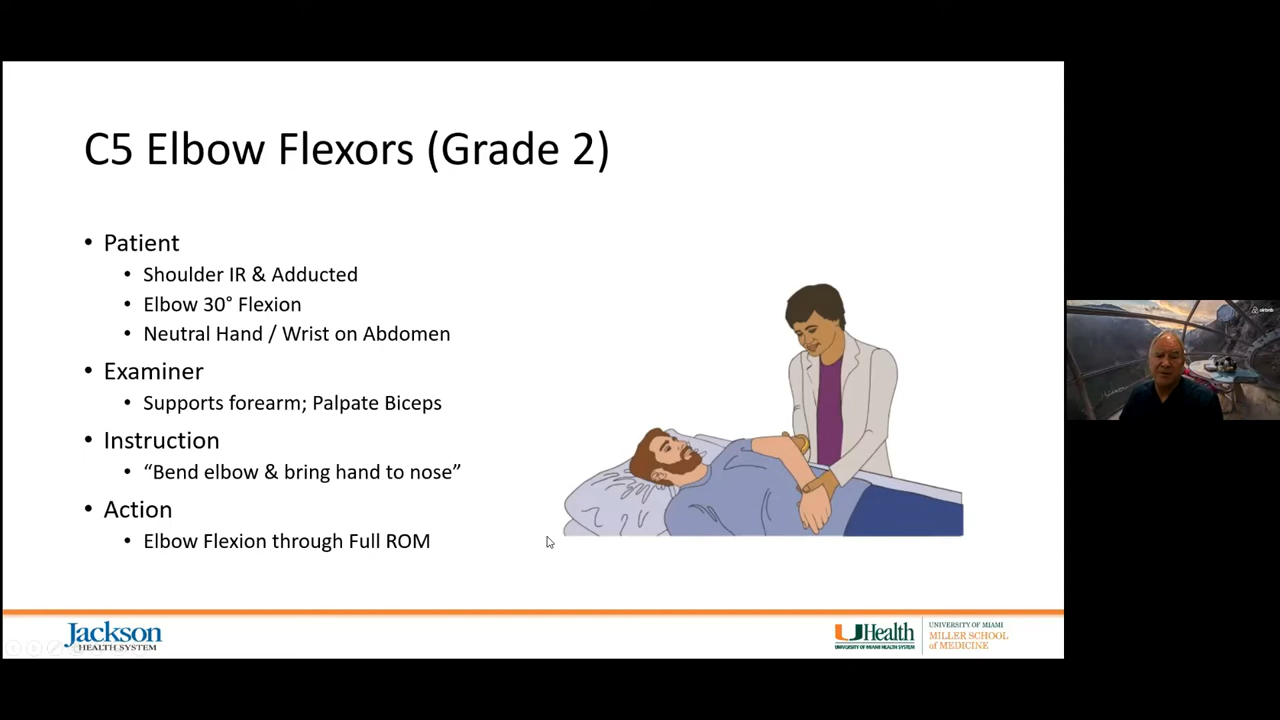 C5 Elbow Flexors (Grade 2)
• Patient
• Shoulder IR & Adducted
• Elbow 30° Flexion
• Neutral Hand / Wrist on Abdomen
• Examiner
• Supports forearm; Palpate Biceps
• Instruction
• “Bend elbow & bring hand to nose”
• Action
• Elbow Flexion through Full ROM
airbnb
Jackson
HEALTH SYSTEM
UHealth
UNIVERSITY OF MIAMI HEALTH SYSTEM
UNIVERSITY OF MIAMI
MILLER SCHOOL
of MEDICINE